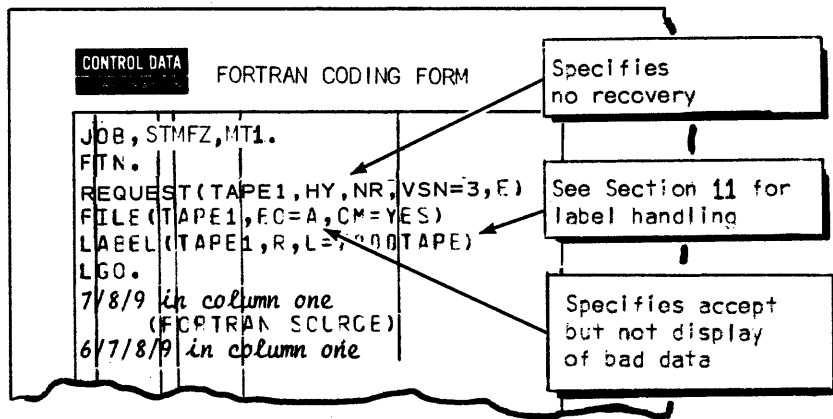 CONTROL DATA
FORTRAN CODING FORM
JOB, STMFZ,MT1.
FTN.
REQUEST(TAPE1,HY,NR,VSN=3,E)
FILE(TAPE1,EO=A,CM=YES)
LABEL(TAPE1,R,
LGO.
7/8/9 in column one
(FORTRAN SOURCE)
6/7/8/9 in column one
Specifies
no recovery
See Section 11 for
label handling
Specifies accept
but not display
of bad data